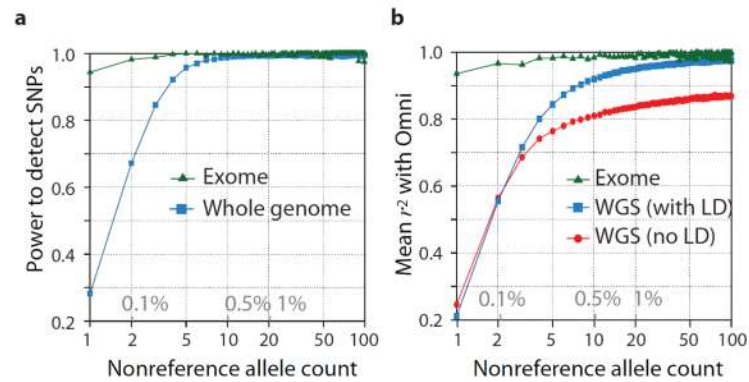 a
Power to detect SNPs
1.0
0.8
0.6
0.4
0.2
Exome
Whole genome
0.1% 0.5% 1%
1 2 5 10 20 50 100
Nonreference allele count
b
Mean r² with Omni
1.0
0.8
0.6
0.4
0.2
Exome
WGS (with LD)
WGS (no LD)
0.1% 0.5% 1%
1 2 5 10 20 50 100
Nonreference allele count